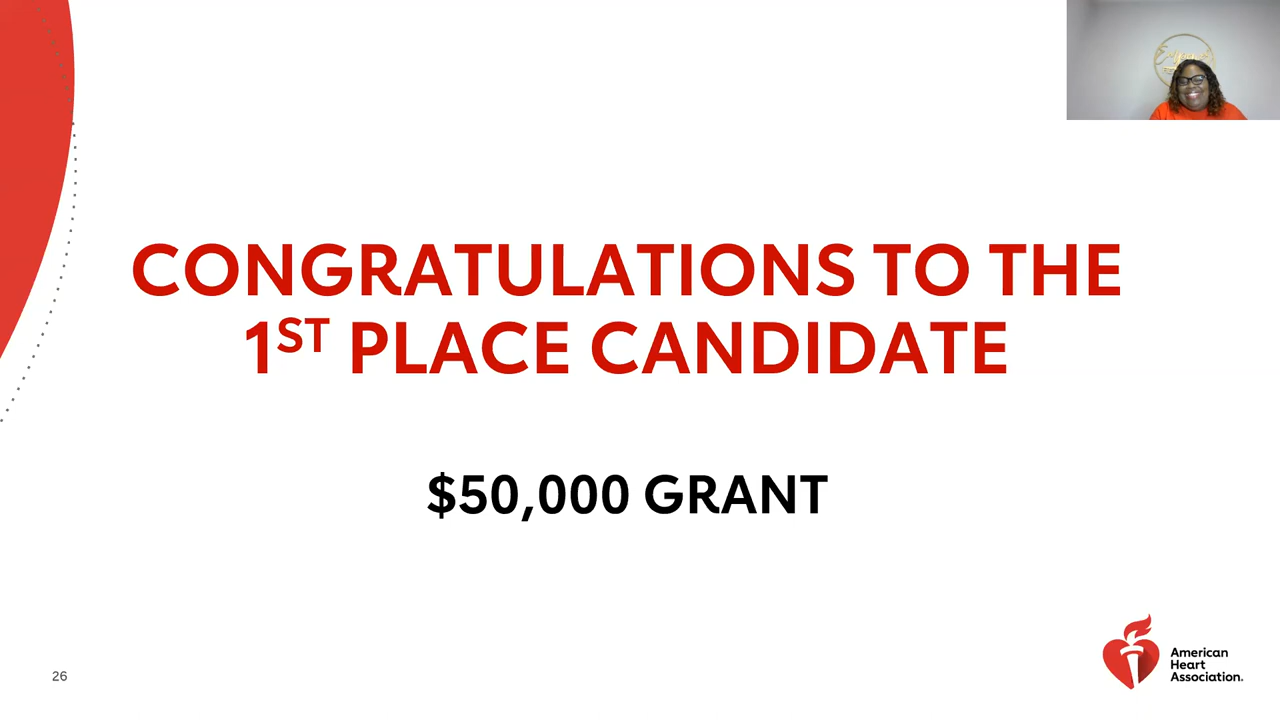 CONGRATULATIONS TO THE
1ST PLACE CANDIDATE
$50,000 GRANT
26
American
Heart
Association.